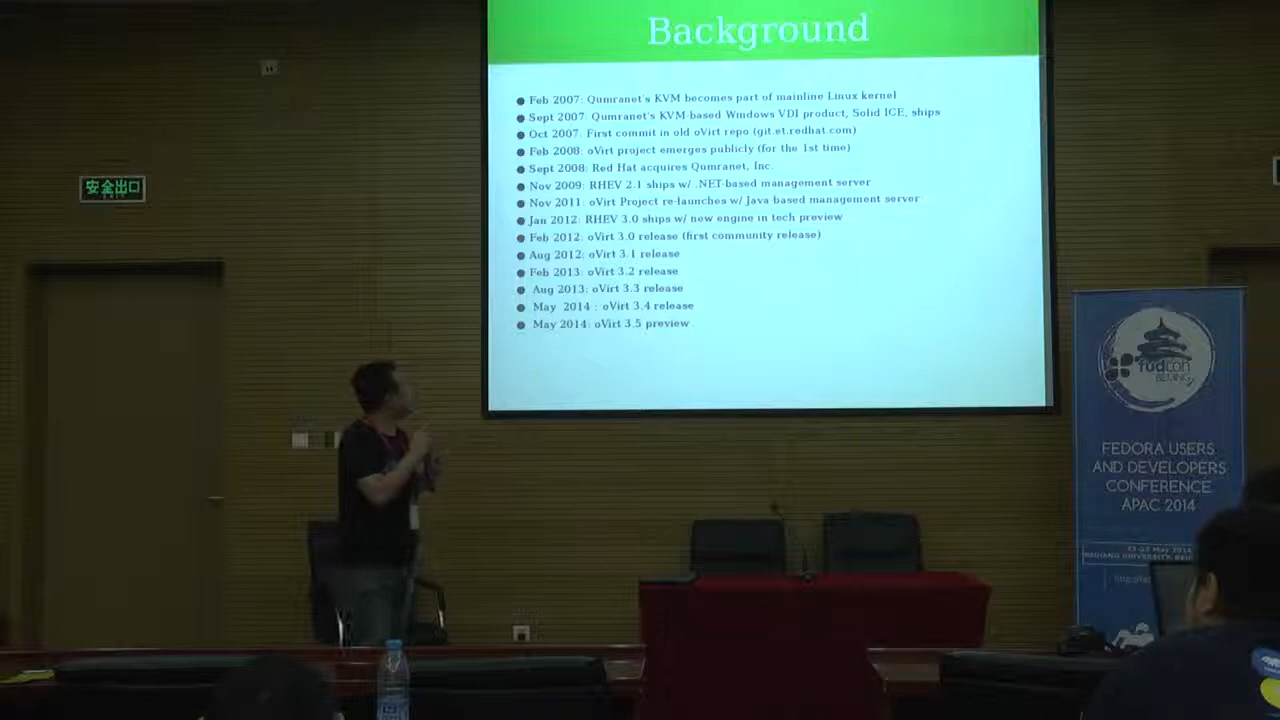 Background
Feb 2007: Qumranet's KVM becomes part of mainline Linux kernel
Sept 2007: Qumranet's KVM-based Windows VDI product, Solid ICE, ships
Oct 2007: First commit in old oVirt repo (git.et.redhat.com)
Feb 2008: oVirt project emerges publicly (for the 1st time)
Sept 2008: Red Hat acquires Qumranet, Inc.
Nov 2009: RHEV 2.1 ships w/ .NET-based management server
Nov 2011: oVirt Project re-launches w/ Java-based management server
Jan 2012: RHEV 3.0 ships w/ new engine in tech preview
Feb 2012: oVirt 3.0 release (first community release)
Aug 2012: oVirt 3.1 release
Feb 2013: oVirt 3.2 release
Aug 2013: oVirt 3.3 release
May 2014 : oVirt 3.4 release
May 2014: oVirt 3.5 preview
安全出口
fudcon
BEIJING
FEDORA USERS
AND DEVELOPERS
CONFERENCE
APAC 2014
May 2014
UNIVERSITY,